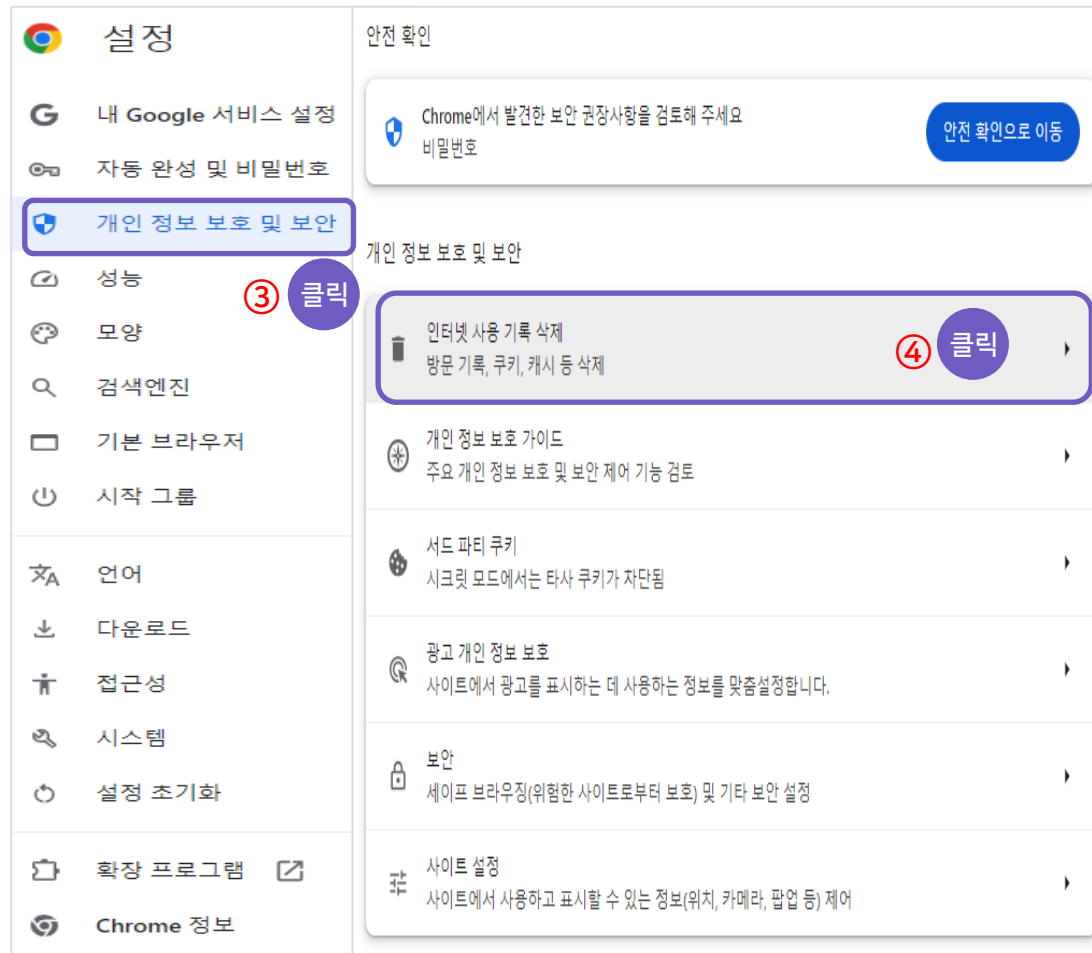 설정
내 Google 서비스 설정
자동 완성 및 비밀번호
개인 정보 보호 및 보안
③ 클릭
성능
모양
검색엔진
기본 브라우저
시작 그룹
언어
다운로드
접근성
시스템
설정 초기화
확장 프로그램
Chrome 정보
안전 확인
Chrome에서 발견한 보안 권장사항을 검토해 주세요
비밀번호
안전 확인으로 이동
개인 정보 보호 및 보안
인터넷 사용 기록 삭제
방문 기록, 쿠키, 캐시 등 삭제
④ 클릭
개인 정보 보호 가이드
주요 개인 정보 보호 및 보안 제어 기능 검토
서드 파티 쿠키
시크릿 모드에서는 타사 쿠키가 차단됨
광고 개인 정보 보호
사이트에서 광고를 표시하는 데 사용하는 정보를 맞춤설정합니다.
보안
세이프 브라우징(위험한 사이트로부터 보호) 및 기타 보안 설정
사이트 설정
사이트에서 사용하고 표시할 수 있는 정보(위치, 카메라, 팝업 등) 제어